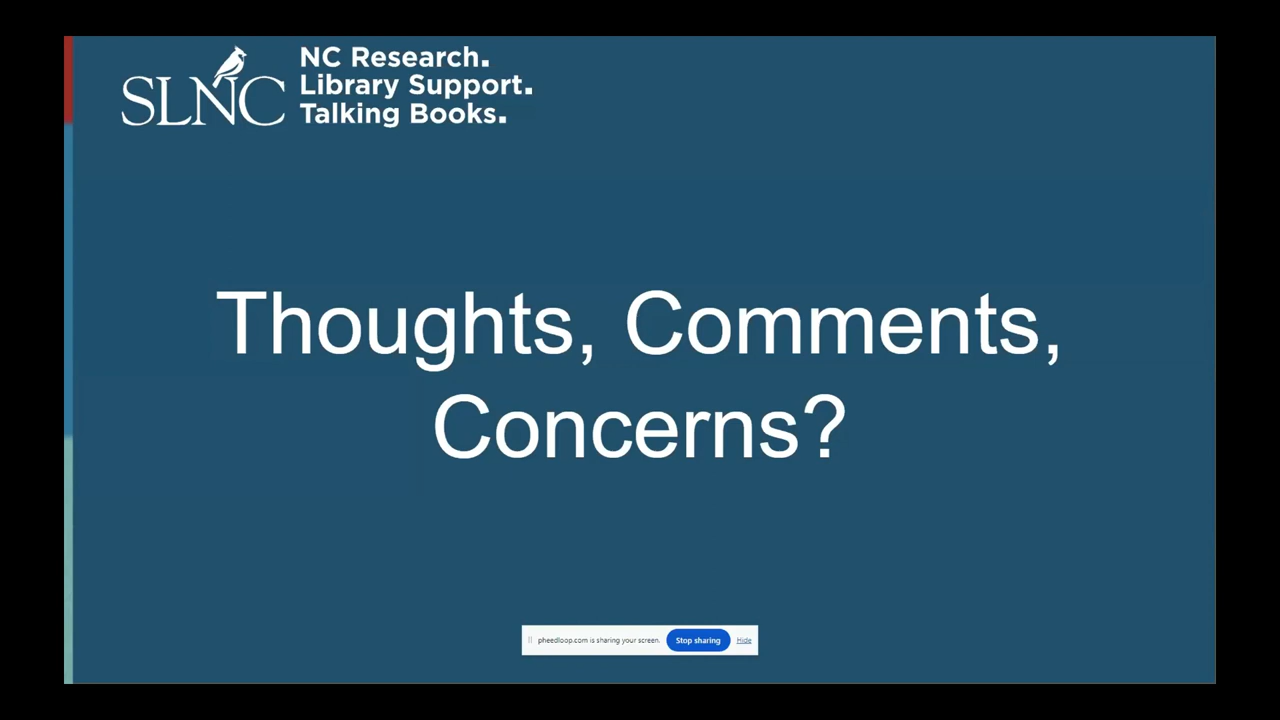 SLNC
NC Research.
Library Support.
Talking Books.
Thoughts, Comments,
Concerns?
pheedloop.com is sharing your screen.
Stop sharing
Hide